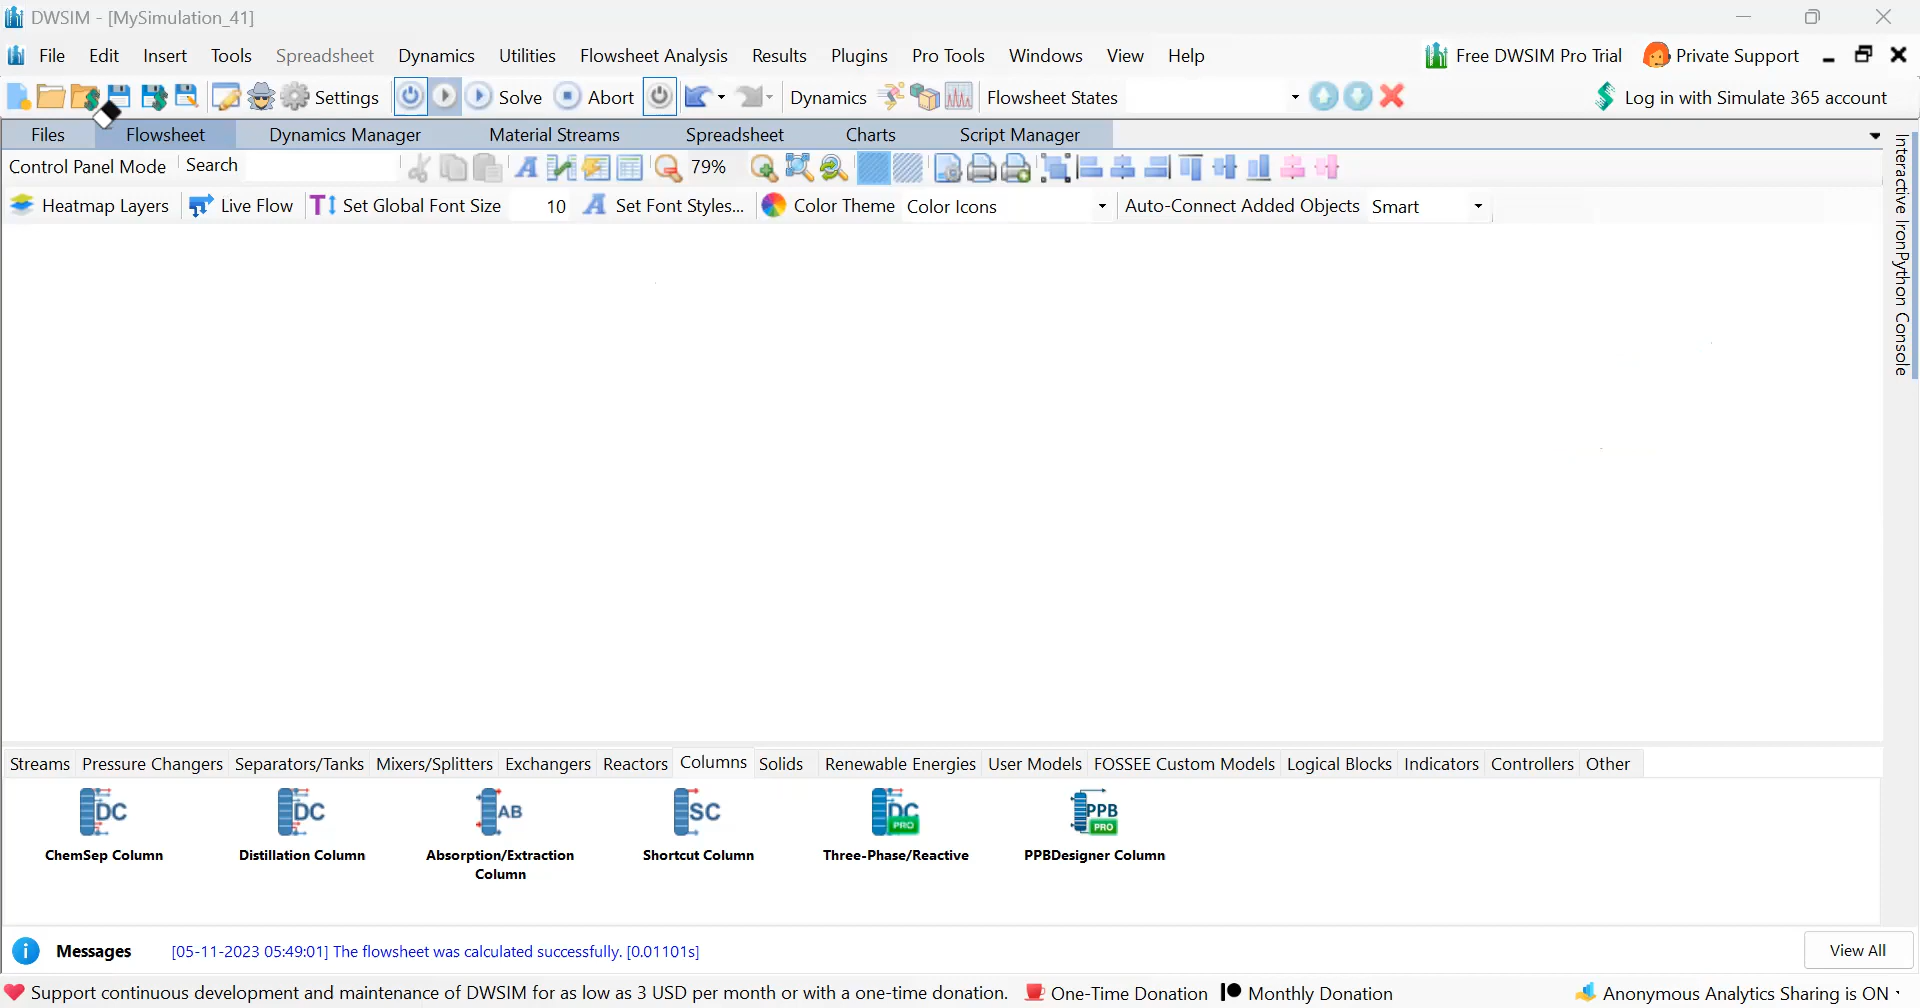 DWSIM - [MySimulation_41]
File Edit Insert Tools Spreadsheet Dynamics Utilities Flowsheet Analysis Results Plugins Pro Tools Windows View Help Free DWSIM Pro Trial Private Support
Settings Solve Abort Dynamics Flowsheet States Log in with Simulate 365 account
Files Flowsheet Dynamics Manager Material Streams Spreadsheet Charts Script Manager
Control Panel Mode Search 79%
Heatmap Layers Live Flow Set Global Font Size 10 Set Font Styles... Color Theme Color Icons Auto-Connect Added Objects Smart
Interactive IronPython Console
Streams Pressure Changers Separators/Tanks Mixers/Splitters Exchangers Reactors Columns Solids Renewable Energies User Models FOSSEE Custom Models Logical Blocks Indicators Controllers Other
DC DC AB SC DC PRO PPB PRO
ChemSep Column Distillation Column Absorption/Extraction Shortcut Column Three-Phase/Reactive PPBDesigner Column
Column
Messages [05-11-2023 05:49:01] The flowsheet was calculated successfully. [0.01101s] View All
Support continuous development and maintenance of DWSIM for as low as 3 USD per month or with a one-time donation. One-Time Donation Monthly Donation Anonymous Analytics Sharing is ON